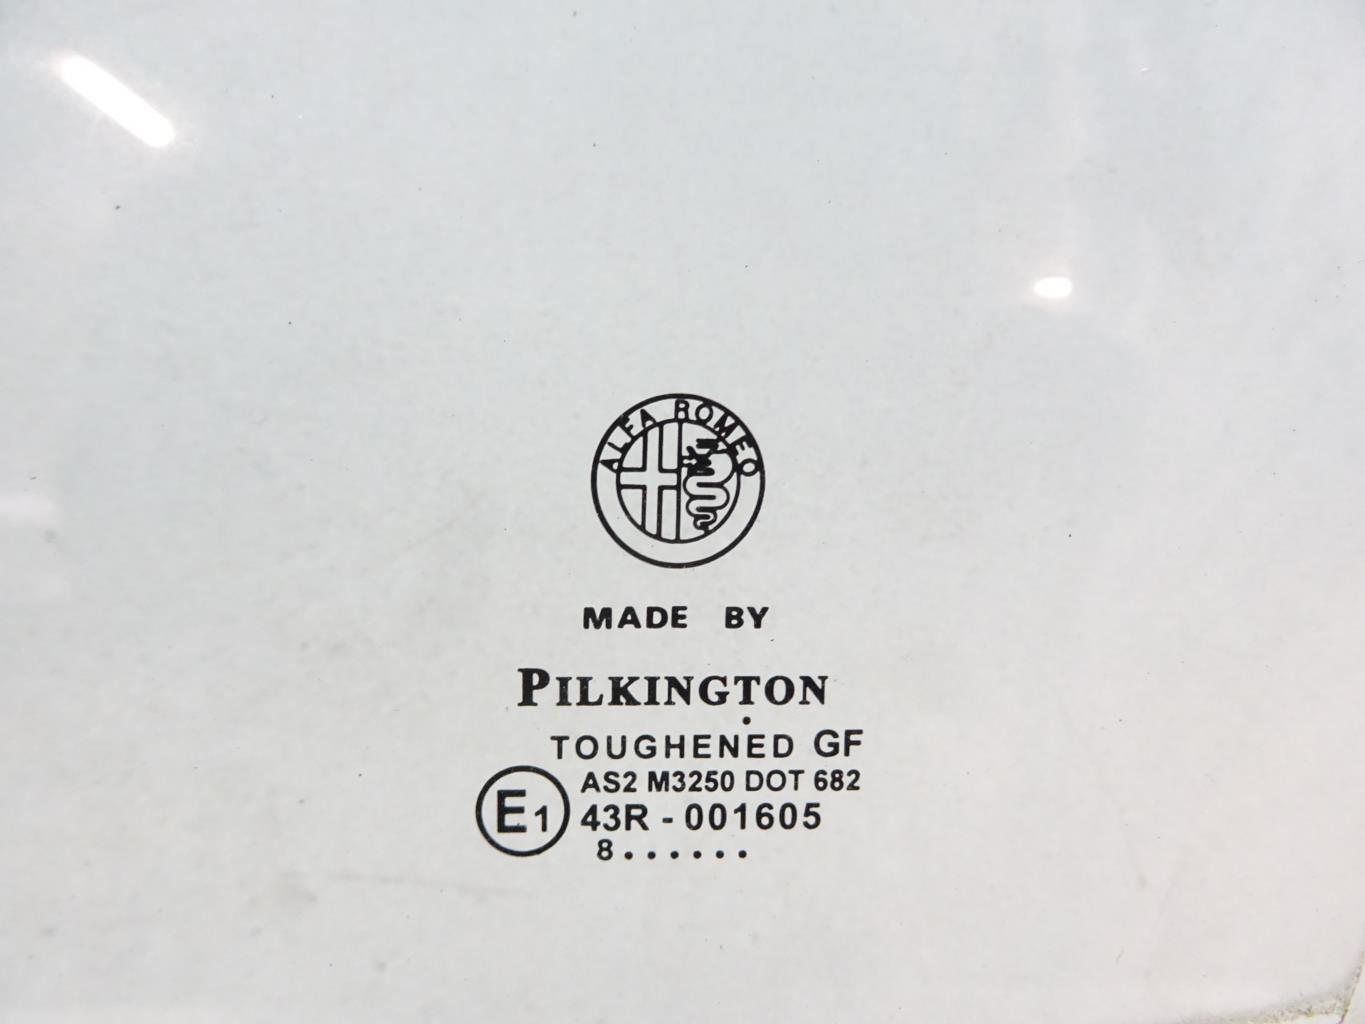 ALFA ROMEO
MADE BY
PILKINGTON
TOUGHENED GF
AS2 M3250 DOT 682
E1
43R - 001605
8......